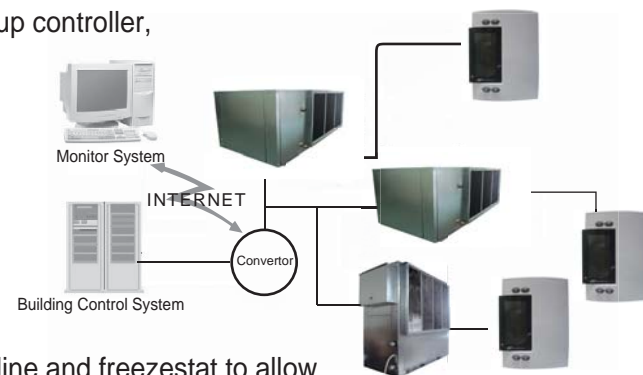 up controller,
Monitor System
INTERNET
Convertor
Building Control System
line and freezestat to allow